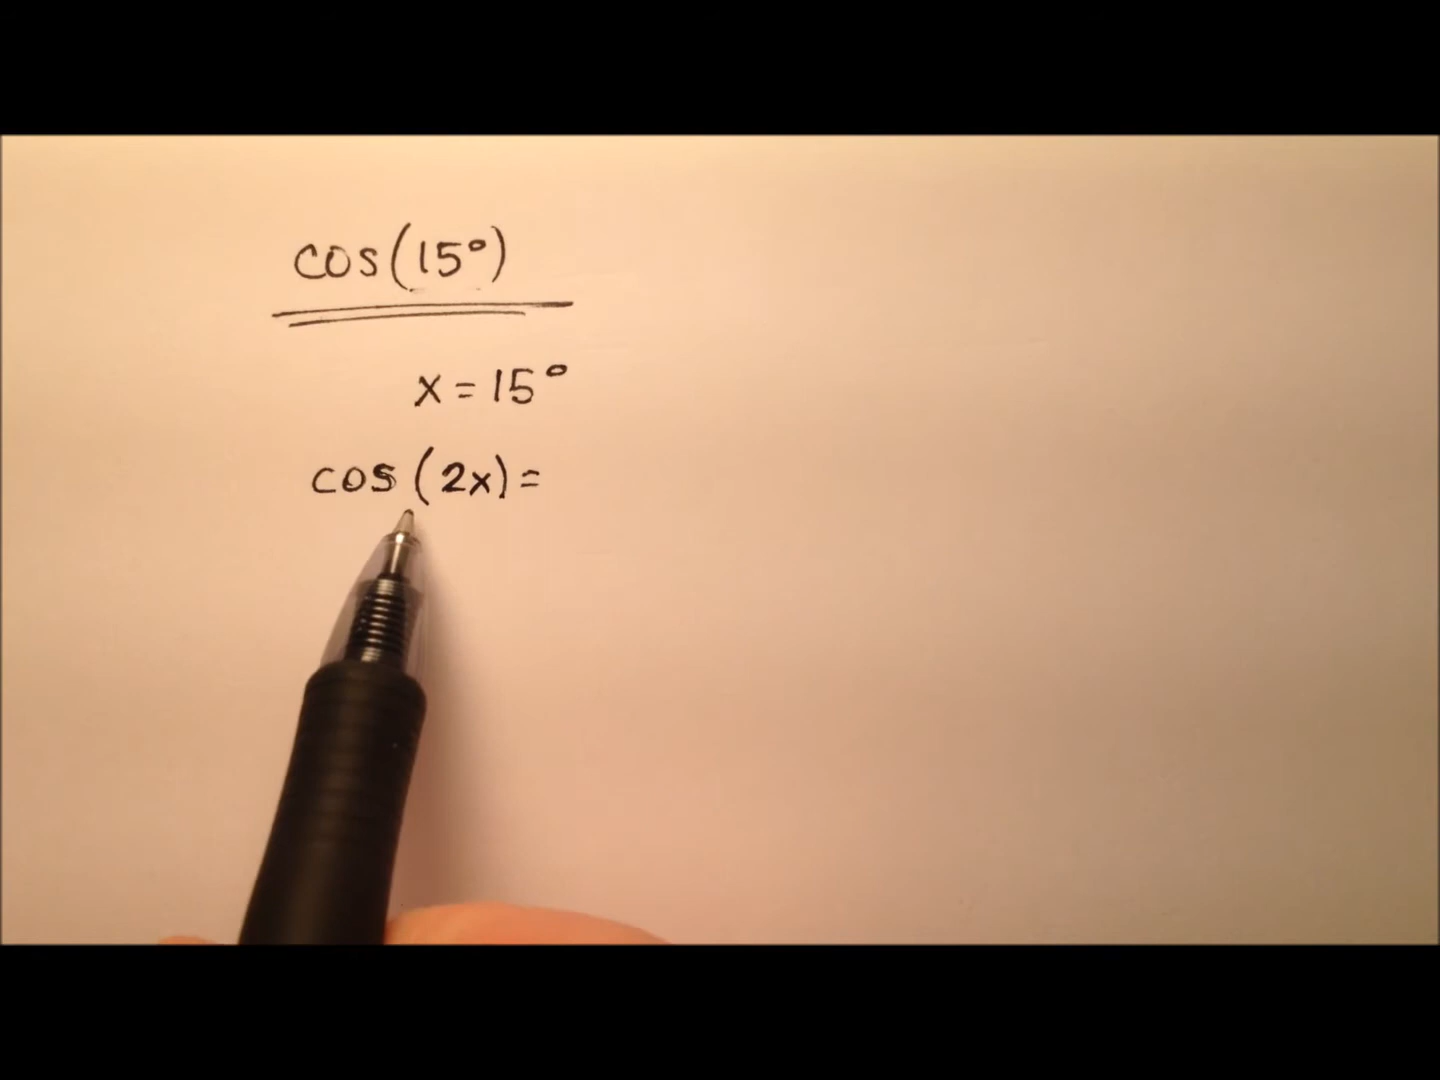 cos(15°)
x = 15°
cos(2x) =